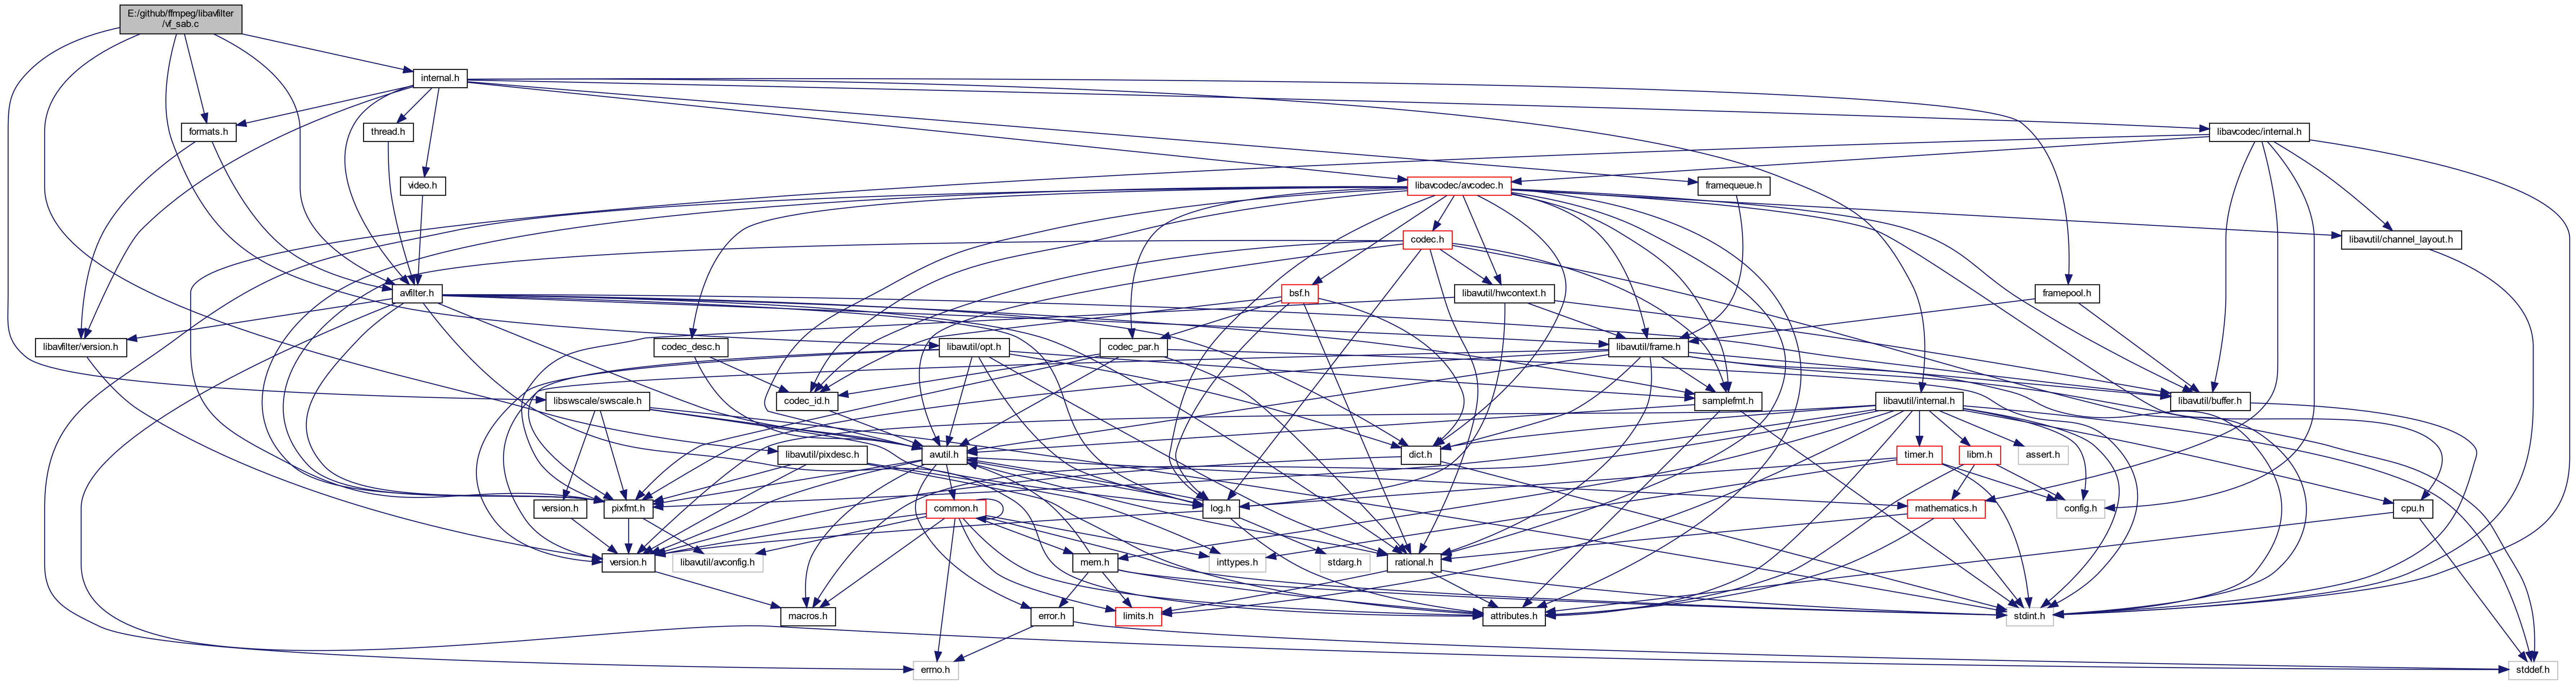 E:/github/ffmpeg/libavfilter
/vf_sab.c
internal.h
formats.h
thread.h
libavcodec/internal.h
video.h
libavcodec/avcodec.h
framequeue.h
codec.h
libavutil/channel_layout.h
avfilter.h
bsf.h
libavutil/hwcontext.h
framepool.h
libavfilter/version.h
codec_desc.h
libavutil/opt.h
codec_par.h
libavutil/frame.h
libswscale/swscale.h
codec_id.h
samplefmt.h
libavutil/internal.h
libavutil/buffer.h
libavutil/pixdesc.h
avutil.h
dict.h
timer.h
libm.h
assert.h
version.h
pixfmt.h
common.h
log.h
mathematics.h
config.h
cpu.h
version.h
libavutil/avconfig.h
mem.h
inttypes.h
stdarg.h
rational.h
macros.h
error.h
limits.h
attributes.h
stdint.h
errno.h
stddef.h